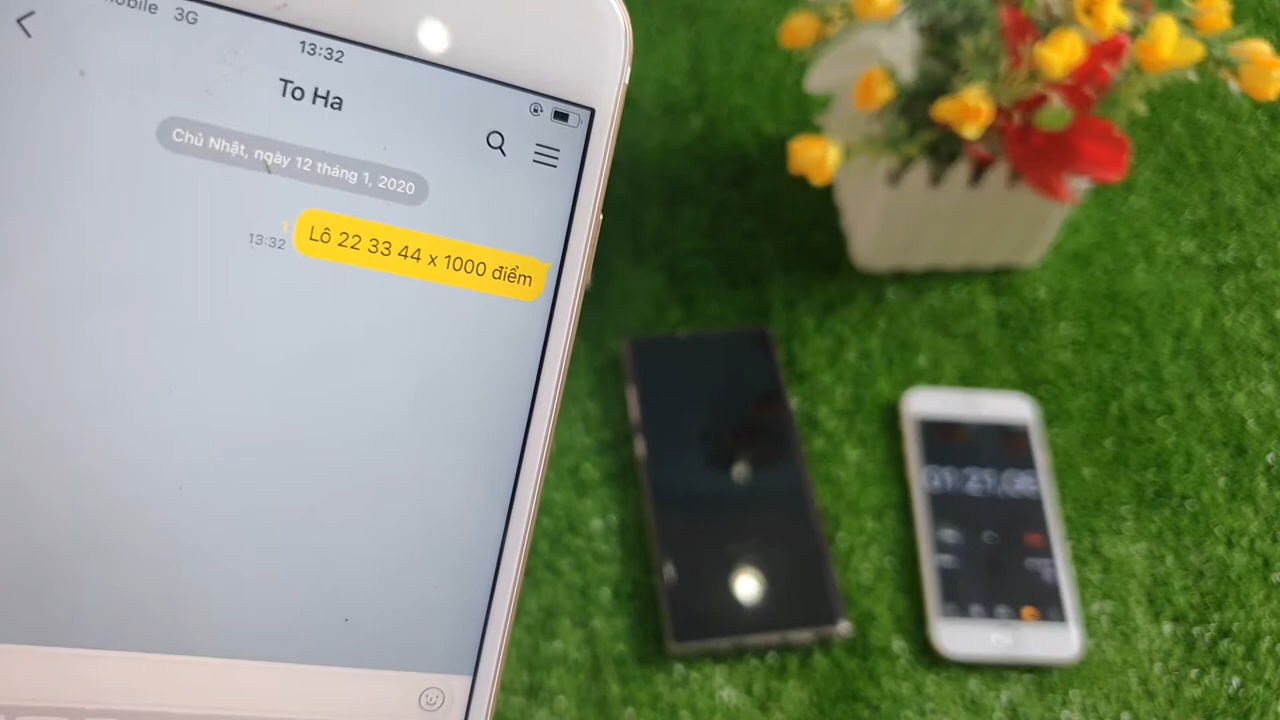 3G
13:32
To Ha
Chủ Nhật, ngày 12 tháng 1, 2020
1
13:32
Lô 22 33 44 x 1000 điểm